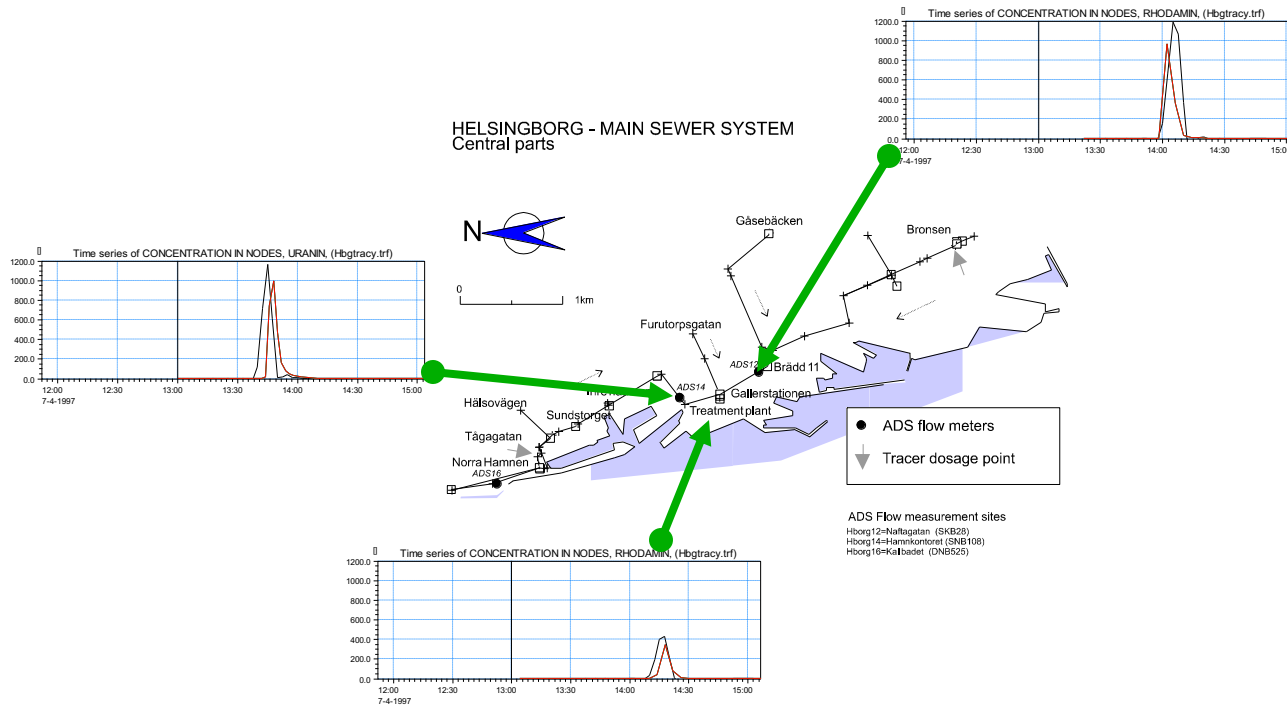 Time series of CONCENTRATION IN NODES, RHODAMIN, (Hbgtracy.trf)
1200.0
1000.0
800.0
600.0
400.0
200.0
0.0
12:00 12:30 13:00 13:30 14:00 14:30 15:0
7-4-1997
HELSINGBORG - MAIN SEWER SYSTEM
Central parts
N
0
1km
Time series of CONCENTRATION IN NODES, URANIN, (Hbgtracy.trf)
1200.0
1000.0
800.0
600.0
400.0
200.0
0.0
12:00 12:30 13:00 13:30 14:00 14:30 15:00
7-4-1997
Gåsebäcken
Bronsen
Furutorpsgatan
ADS12
Brädd 11
ADS14
Gallerstationen
Treatment plant
Hälsovägen
Sundstorget
Tågagatan
Norra Hamnen
ADS16
ADS flow meters
Tracer dosage point
ADS Flow measurement sites
Hborg12=Naftagatan (SKB28)
Hborg14=Hamnkontoret (SNB108)
Hborg16=Kallbadet (DNB525)
Time series of CONCENTRATION IN NODES, RHODAMIN, (Hbgtracy.trf)
1200.0
1000.0
800.0
600.0
400.0
200.0
0.0
12:00 12:30 13:00 13:30 14:00 14:30 15:00
7-4-1997